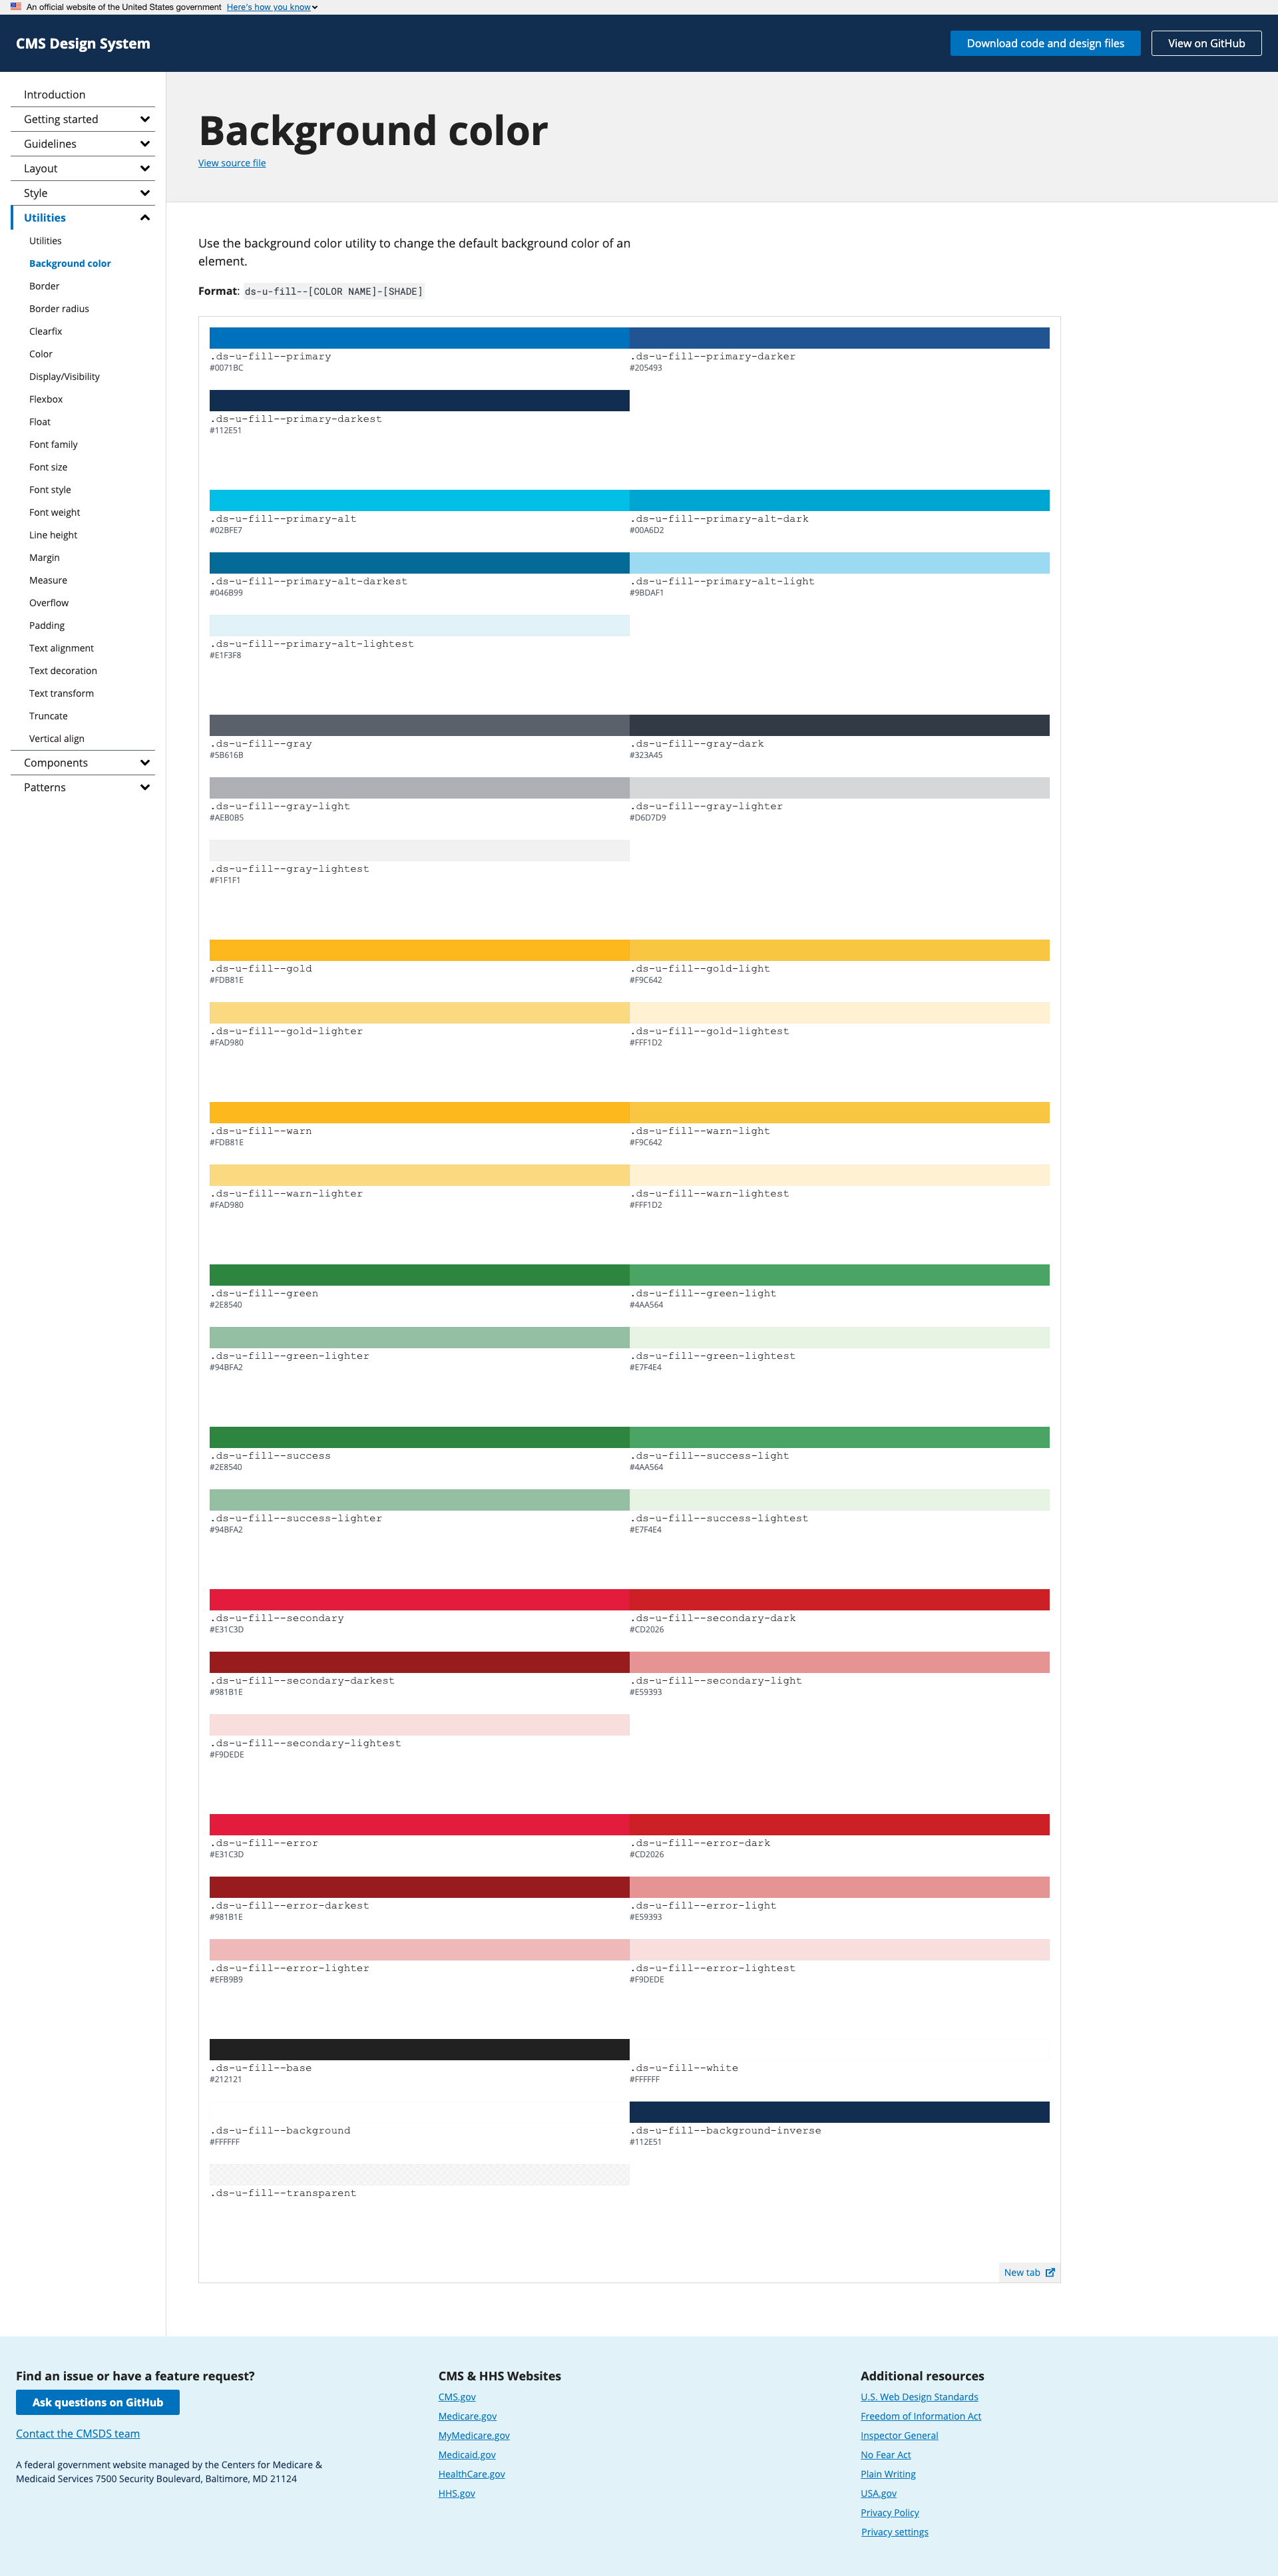 An official website of the United States government Here's how you know
CMS Design System
Download code and design files
View on GitHub
Introduction
Getting started
Guidelines
Layout
Style
Utilities
Utilities
Background color
Border
Border radius
Clearfix
Color
Display/Visibility
Flexbox
Float
Font family
Font size
Font style
Font weight
Line height
Margin
Measure
Overflow
Padding
Text alignment
Text decoration
Text transform
Truncate
Vertical align
Components
Patterns
Background color
View source file
Use the background color utility to change the default background color of an
element.
Format: ds-u-fill--[COLOR NAME]-[SHADE]
.ds-u-fill--primary
#0071BC
.ds-u-fill--primary-darker
#205493
.ds-u-fill--primary-darkest
#112E51
.ds-u-fill--primary-alt
#02BFE7
.ds-u-fill--primary-alt-dark
#00A6D2
.ds-u-fill--primary-alt-darkest
#046B99
.ds-u-fill--primary-alt-light
#9BDAF1
.ds-u-fill--primary-alt-lightest
#E1F3F8
.ds-u-fill--gray
#5B616B
.ds-u-fill--gray-dark
#323A45
.ds-u-fill--gray-light
#AEB0B5
.ds-u-fill--gray-lighter
#D6D7D9
.ds-u-fill--gray-lightest
#F1F1F1
.ds-u-fill--gold
#FDB81E
.ds-u-fill--gold-light
#F9C642
.ds-u-fill--gold-lighter
#FAD980
.ds-u-fill--gold-lightest
#FFF1D2
.ds-u-fill--warn
#FDB81E
.ds-u-fill--warn-light
#F9C642
.ds-u-fill--warn-lighter
#FAD980
.ds-u-fill--warn-lightest
#FFF1D2
.ds-u-fill--green
#2E8540
.ds-u-fill--green-light
#4AA564
.ds-u-fill--green-lighter
#94BFA2
.ds-u-fill--green-lightest
#E7F4E4
.ds-u-fill--success
#2E8540
.ds-u-fill--success-light
#4AA564
.ds-u-fill--success-lighter
#94BFA2
.ds-u-fill--success-lightest
#E7F4E4
.ds-u-fill--secondary
#E31C3D
.ds-u-fill--secondary-dark
#CD2026
.ds-u-fill--secondary-darkest
#981B1E
.ds-u-fill--secondary-light
#E59393
.ds-u-fill--secondary-lightest
#F9DEDE
.ds-u-fill--error
#E31C3D
.ds-u-fill--error-dark
#CD2026
.ds-u-fill--error-darkest
#981B1E
.ds-u-fill--error-light
#E59393
.ds-u-fill--error-lighter
#EFB9B9
.ds-u-fill--error-lightest
#F9DEDE
.ds-u-fill--base
#212121
.ds-u-fill--white
#FFFFFF
.ds-u-fill--background
#FFFFFF
.ds-u-fill--background-inverse
#112E51
.ds-u-fill--transparent
New tab
Find an issue or have a feature request?
Ask questions on GitHub
Contact the CMSDS team
A federal government website managed by the Centers for Medicare &
Medicaid Services 7500 Security Boulevard, Baltimore, MD 21124
CMS & HHS Websites
CMS.gov
Medicare.gov
MyMedicare.gov
Medicaid.gov
HealthCare.gov
HHS.gov
Additional resources
U.S. Web Design Standards
Freedom of Information Act
Inspector General
No Fear Act
Plain Writing
USA.gov
Privacy Policy
Privacy settings